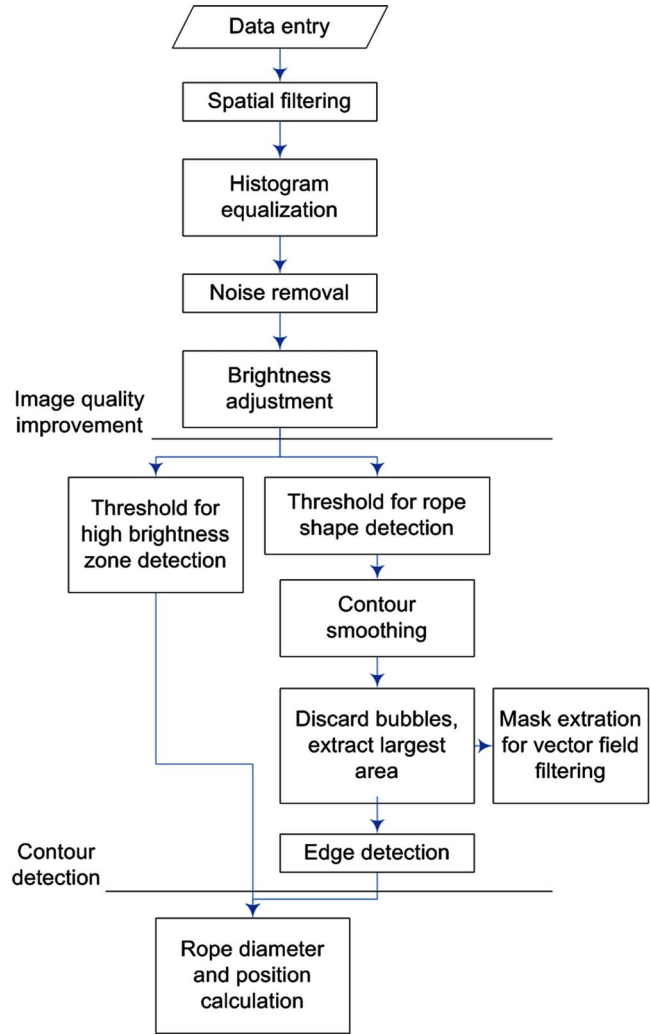 Data entry
Spatial filtering
Histogram
equalization
Noise removal
Brightness
adjustment
Image quality
improvement
Threshold for
high brightness
zone detection
Threshold for rope
shape detection
Contour
smoothing
Discard bubbles,
extract largest
area
Mask extration
for vector field
filtering
Edge detection
Contour
detection
Rope diameter
and position
calculation